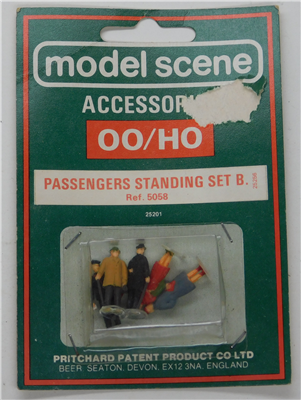 model scene
ACCESSORI
OO/HO
PASSENGERS STANDING SET B.
Ref. 5058
25201
PRITCHARD PATENT PRODUCT CO LTD
BEER SEATON, DEVON. EX12 3NA. ENGLAND